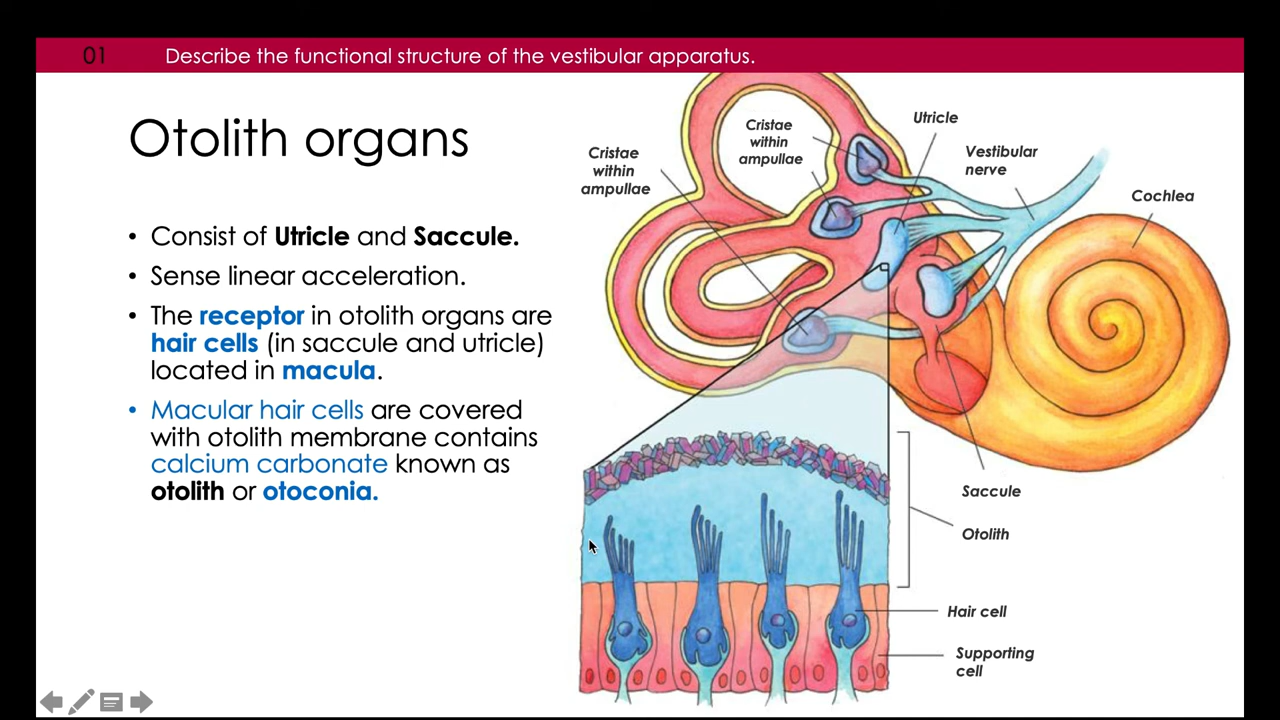 01 Describe the functional structure of the vestibular apparatus.
Otolith organs
• Consist of Utricle and Saccule.
• Sense linear acceleration.
• The receptor in otolith organs are
hair cells (in saccule and utricle)
located in macula.
• Macular hair cells are covered
with otolith membrane contains
calcium carbonate known as
otolith or otoconia.
Cristae
within
ampullae
Cristae
within
ampullae
Utricle
Vestibular
nerve
Cochlea
Saccule
Otolith
Hair cell
Supporting
cell